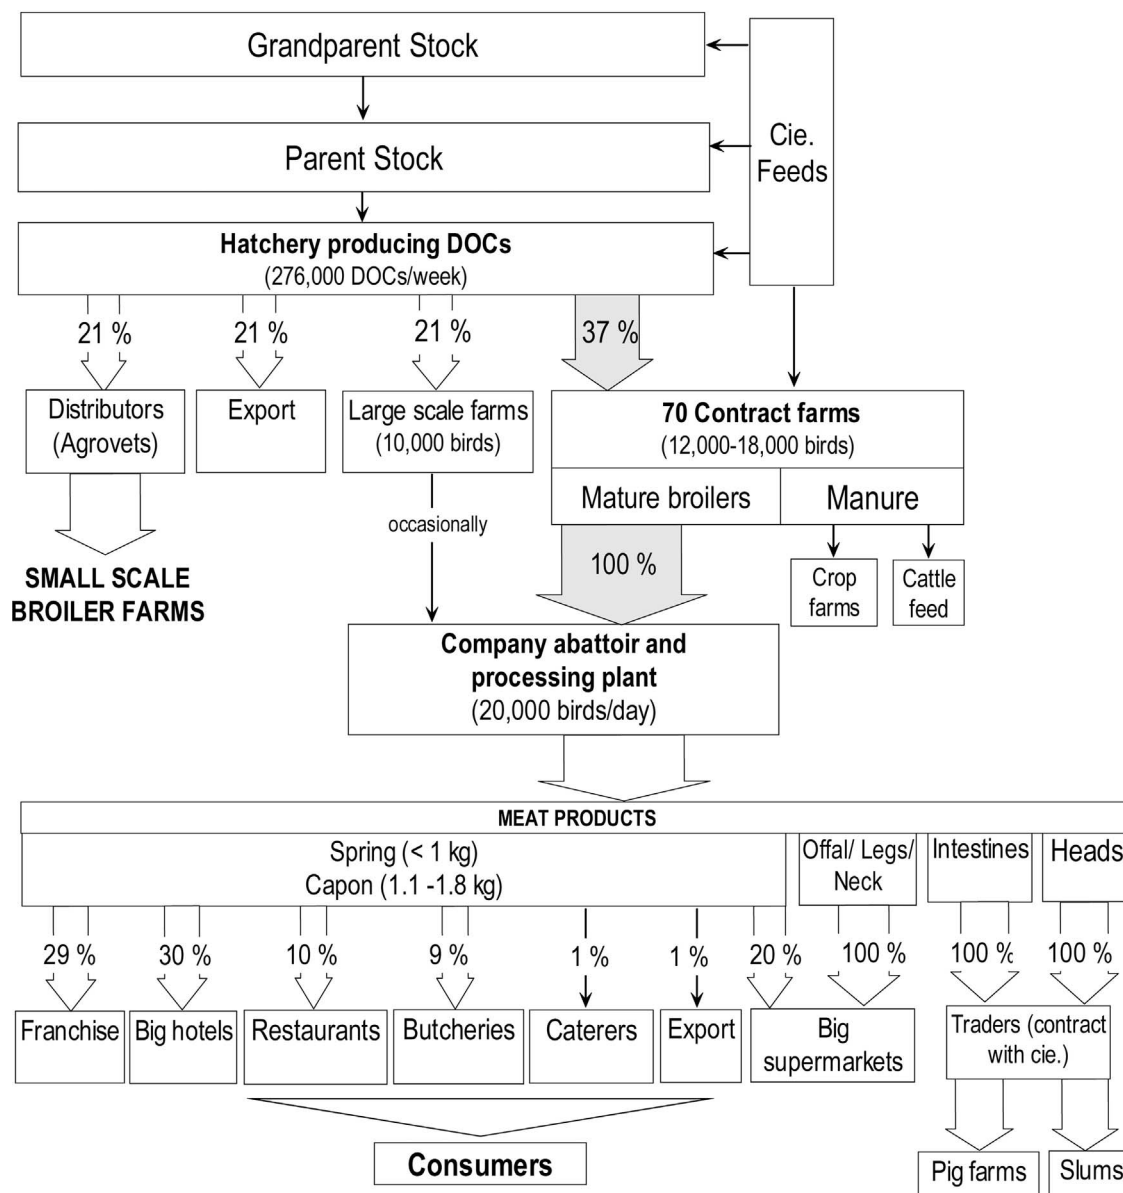 Grandparent Stock
Cie.
Feeds
Parent Stock
Hatchery producing DOCs
(276,000 DOCs/week)
21 %
21 %
21 %
37 %
Distributors
(Agrovets)
Export
Large scale farms
(10,000 birds)
70 Contract farms
(12,000-18,000 birds)
Mature broilers
Manure
occasionally
100 %
SMALL SCALE
BROILER FARMS
Crop
farms
Cattle
feed
Company abattoir and
processing plant
(20,000 birds/day)
MEAT PRODUCTS
Spring (< 1 kg)
Capon (1.1 -1.8 kg)
Offal/ Legs/
Neck
Intestines
Heads
29 %
30 %
10 %
9 %
1 %
1 %
20 %
100 %
100 %
100 %
Franchise
Big hotels
Restaurants
Butcheries
Caterers
Export
Big
supermarkets
Traders (contract
with cie.)
Consumers
Pig farms
Slums